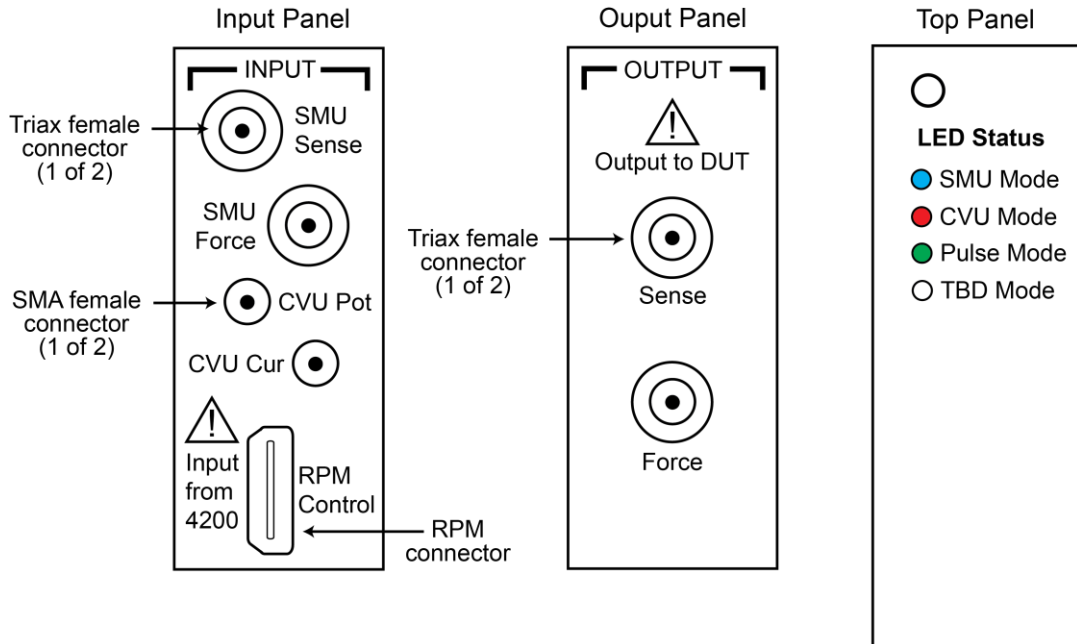 Input Panel
INPUT
SMU
Sense
Triax female
connector
(1 of 2)
SMU
Force
SMA female
connector
(1 of 2)
CVU Pot
CVU Cur
Input
from
4200
RPM
Control
RPM
connector
Ouput Panel
OUTPUT
!
Output to DUT
Triax female
connector
(1 of 2)
Sense
Force
Top Panel
LED Status
SMU Mode
CVU Mode
Pulse Mode
TBD Mode